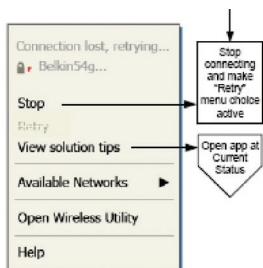 Connection lost, retrying...
Belkin54g...
Stop
Retry
View solution tips
Available Networks
Open Wireless Utility
Help
Stop
connecting
and make
"Retry"
menu choice
active
Open app at
Current
Status